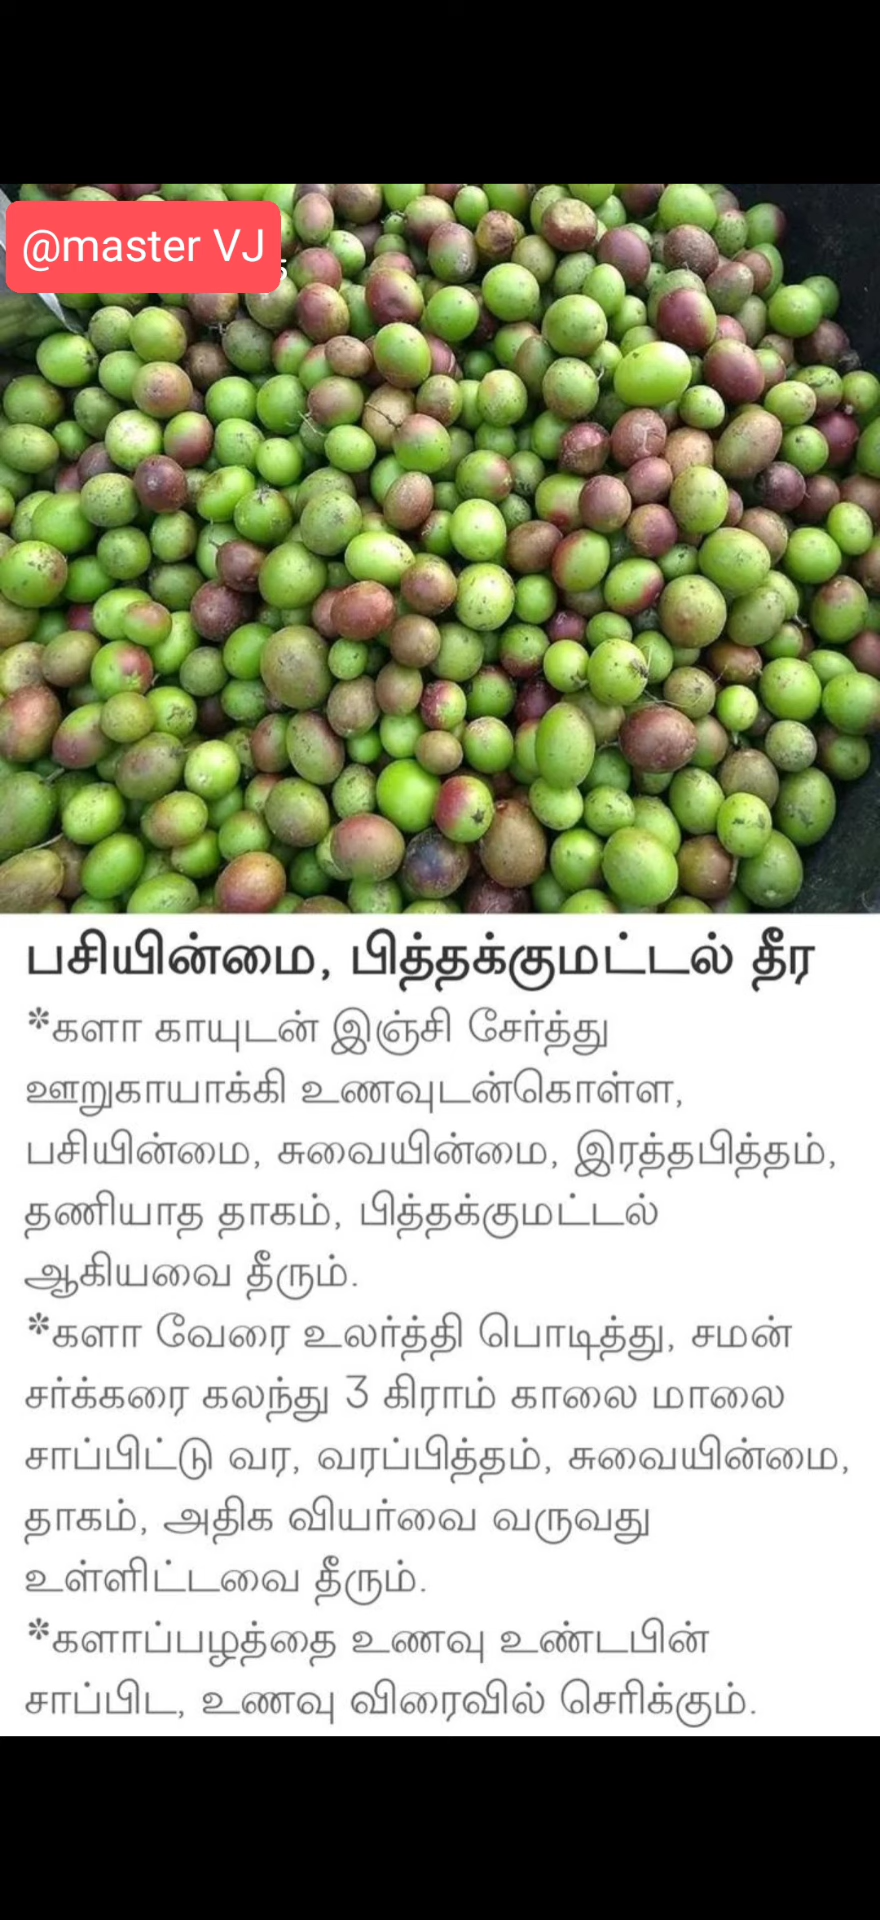 @master VJ
பசியின்மை, பித்தக்குமட்டல் தீர
*களா காயுடன் இஞ்சி சேர்த்து
ஊறுகாயாக்கி உணவுடன்கொள்ள,
பசியின்மை, சுவையின்மை, இரத்தபித்தம்,
தணியாத தாகம், பித்தக்குமட்டல்
ஆகியவை தீரும்.
*களா வேரை உலர்த்தி பொடித்து, சமன்
சர்க்கரை கலந்து 3 கிராம் காலை மாலை
சாப்பிட்டு வர, வரப்பித்தம், சுவையின்மை,
தாகம், அதிக வியர்வை வருவது
உள்ளிட்டவை தீரும்.
*களாப்பழத்தை உணவு உண்டபின்
சாப்பிட, உணவு விரைவில் செரிக்கும்.